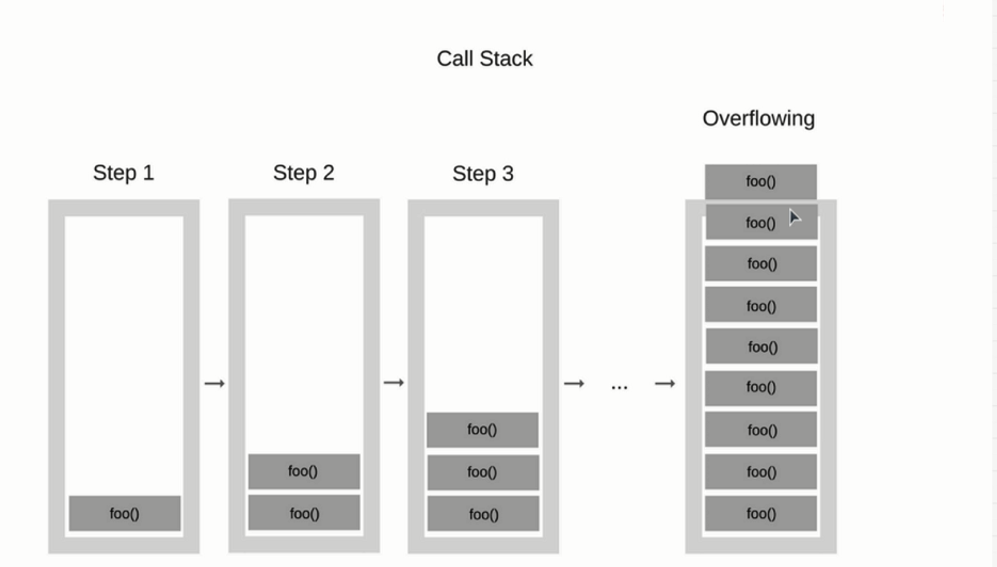 Call Stack
Overflowing
Step 1
Step 2
Step 3
foo()
foo()
foo()
foo()
foo()
foo()
→
→
→
...
→
foo()
foo()
foo()
foo()
foo()
foo()
foo()
foo()
foo()